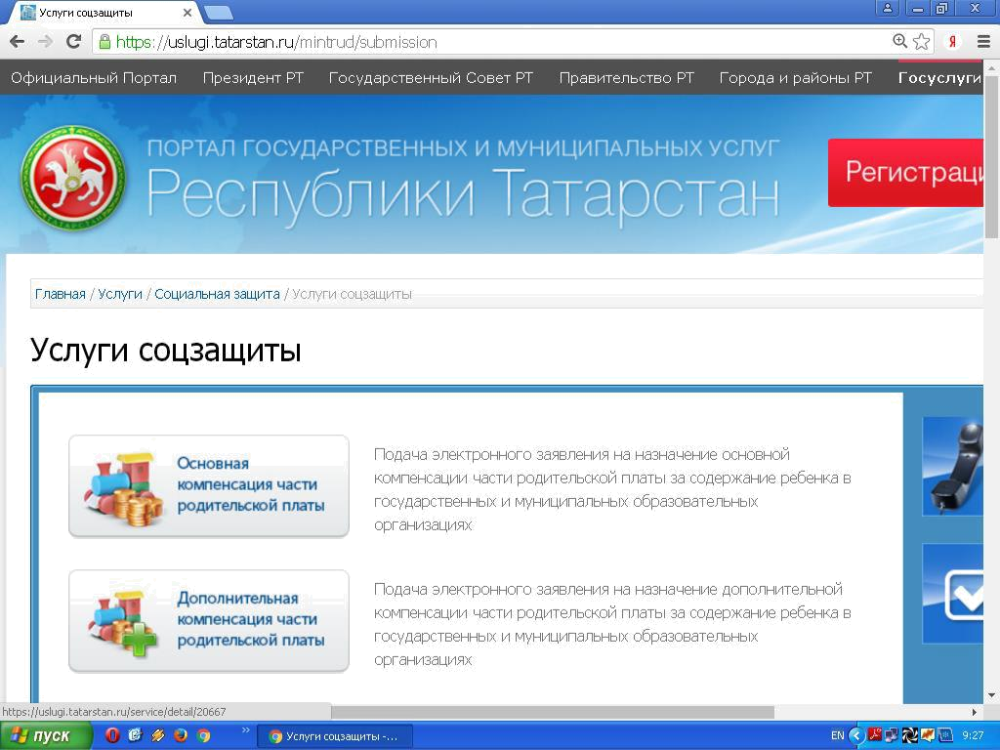 Услуги соцзащиты
https://uslugi.tatarstan.ru/mintrud/submission
Я
Официальный Портал Президент РТ Государственный Совет РТ Правительство РТ Города и районы РТ Госуслуги
ПОРТАЛ ГОСУДАРСТВЕННЫХ И МУНИЦИПАЛЬНЫХ УСЛУГ
Республики Татарстан
ТАТАРСТАН
Регистраци
Главная / Услуги / Социальная защита / Услуги соцзащиты
Услуги соцзащиты
Основная
компенсация части
родительской платы
Подача электронного заявления на назначение основной
компенсации части родительской платы за содержание ребенка в
государственных и муниципальных образовательных
организациях
Дополнительная
компенсация части
родительской платы
Подача электронного заявления на назначение дополнительной
компенсации части родительской платы за содержание ребенка в
государственных и муниципальных образовательных
организациях
https://uslugi.tatarstan.ru/service/detail/20667
пуск
Услуги соцзащиты -...
EN
9:27